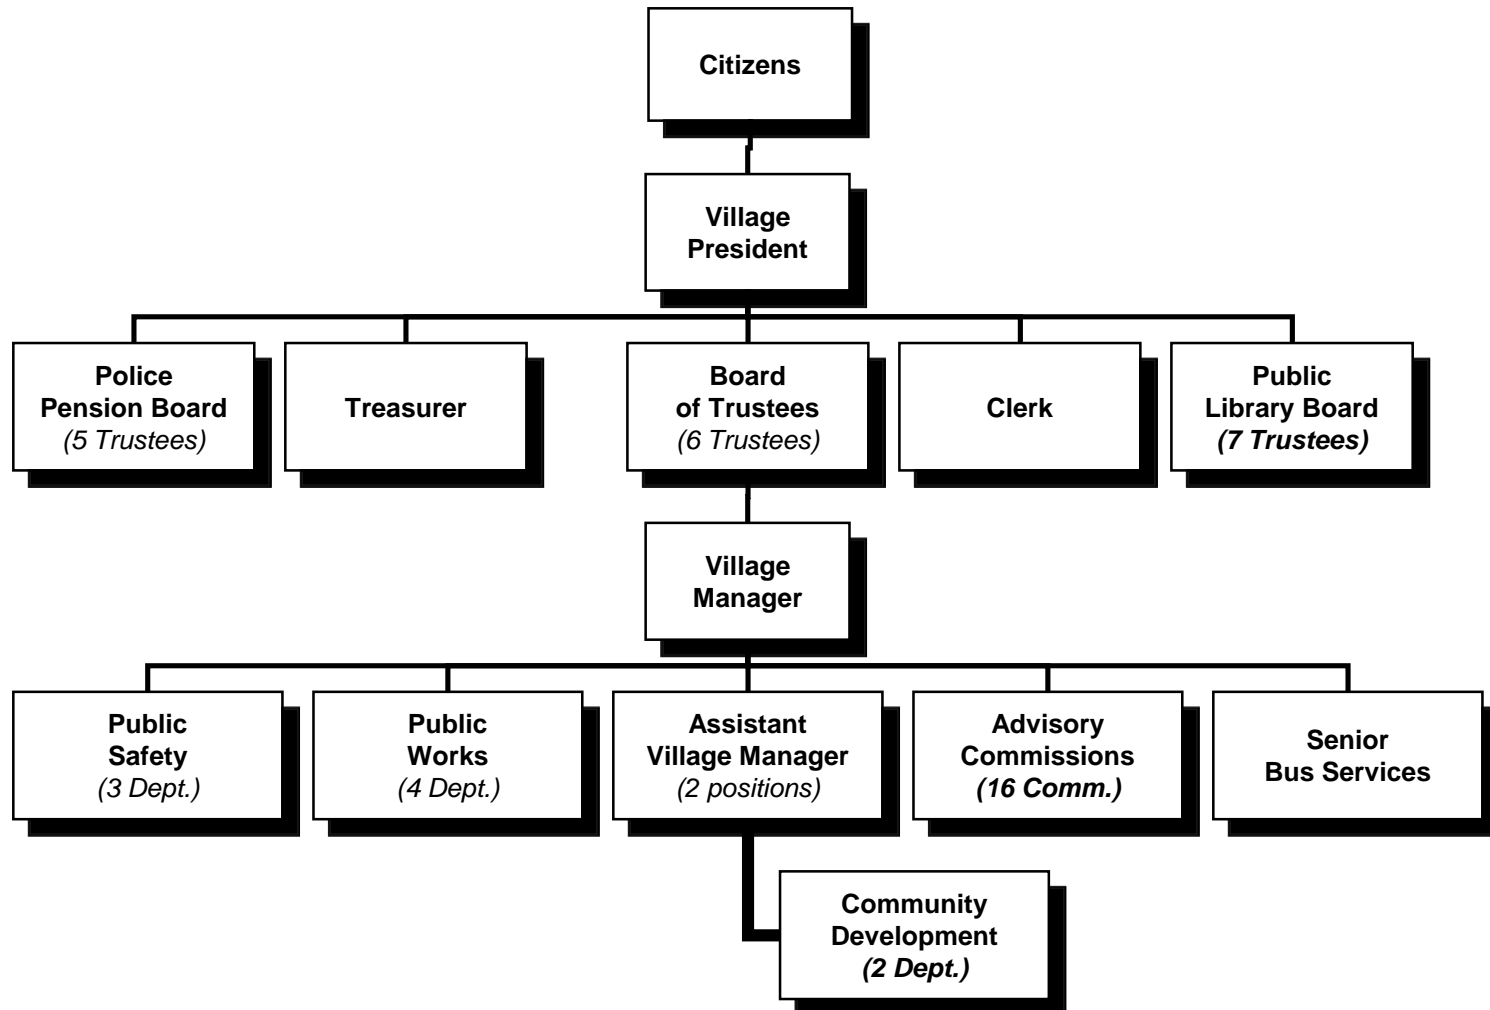 Citizens
Village
President
Police
Pension Board
(5 Trustees)
Treasurer
Board
of Trustees
(6 Trustees)
Clerk
Public
Library Board
(7 Trustees)
Village
Manager
Public
Safety
(3 Dept.)
Public
Works
(4 Dept.)
Assistant
Village Manager
(2 positions)
Advisory
Commissions
(16 Comm.)
Senior
Bus Services
Community
Development
(2 Dept.)